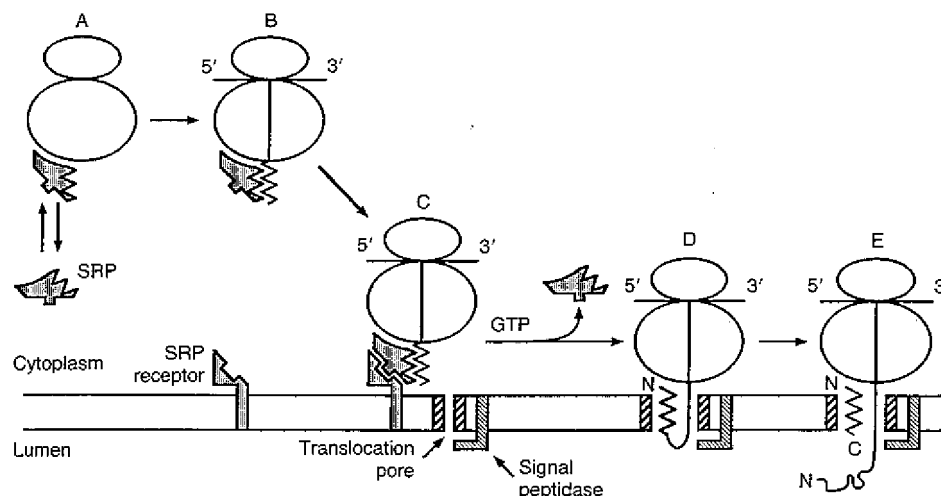 A
B
5' 3'
C
D
E
SRP
5' 3'
5' 3'
5' 3'
GTP
Cytoplasm
SRP
receptor
N
N
Lumen
Translocation
pore
C
Signal
peptidase
N